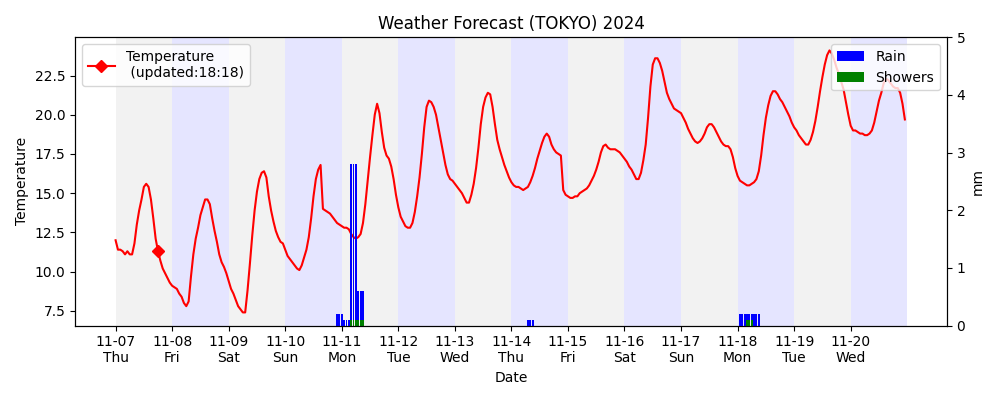 Weather Forecast (TOKYO) 2024
Temperature
(updated:18:18)
Rain
Showers
Temperature
22.5
20.0
17.5
15.0
12.5
10.0
7.5
5
4
3
2
1
0
mm
11-07 11-08 11-09 11-10 11-11 11-12 11-13 11-14 11-15 11-16 11-17 11-18 11-19 11-20
Thu Fri Sat Sun Mon Tue Wed Thu Fri Sat Sun Mon Tue Wed
Date